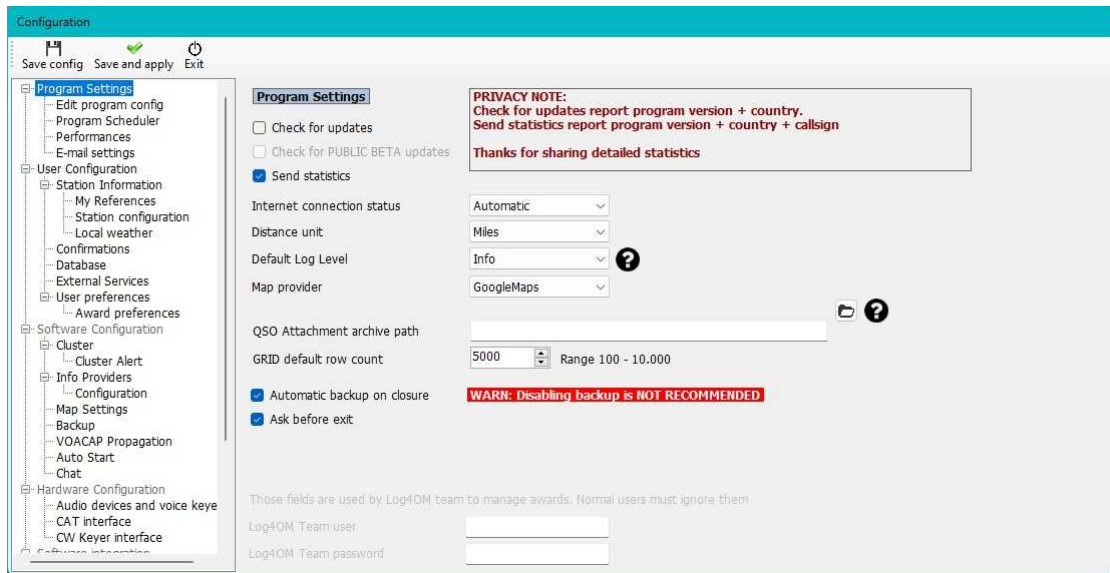 Configuration
Save config Save and apply Exit
Program Settings
Edit program config
Program Scheduler
Performances
E-mail settings
User Configuration
Station Information
My References
Station configuration
Local weather
Confirmations
Database
External Services
User preferences
Award preferences
Software Configuration
Cluster
Cluster Alert
Info Providers
Configuration
Map Settings
Backup
VOACAP Propagation
Auto Start
Chat
Hardware Configuration
Audio devices and voice keye
CAT interface
CW Keyer interface
Software integration
Program Settings
PRIVACY NOTE:
Check for updates report program version + country.
Send statistics report program version + country + callsign
Thanks for sharing detailed statistics
Check for updates
Check for PUBLIC BETA updates
Send statistics
Internet connection status Automatic
Distance unit Miles
Default Log Level Info ?
Map provider GoogleMaps
?
QSO Attachment archive path
GRID default row count 5000 Range 100 - 10.000
Automatic backup on closure WARN: Disabling backup is NOT RECOMMENDED
Ask before exit
Those fields are used by Log4OM team to manage awards. Normal users must ignore them
Log4OM Team user
Log4OM Team password